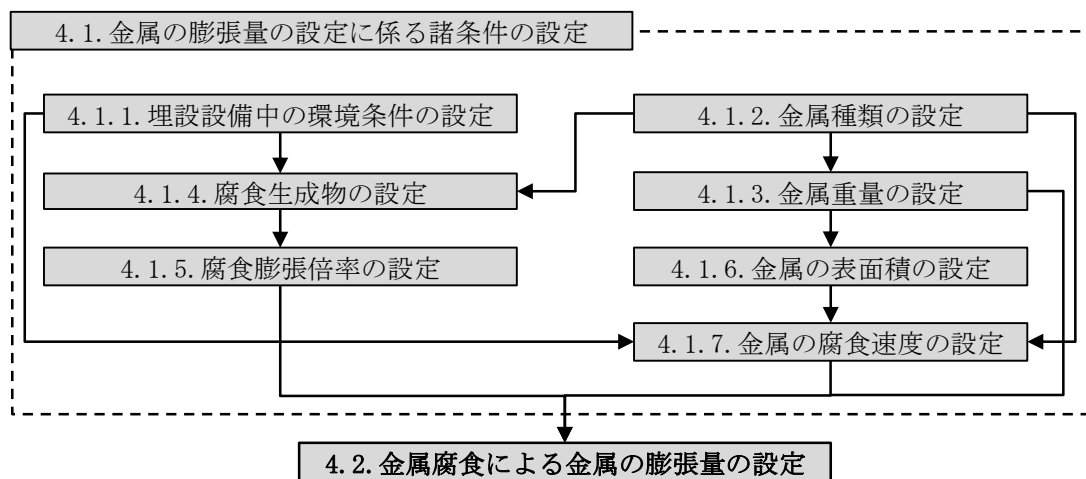 4.1.金属の膨張量の設定に係る諸条件の設定
4.1.1.埋設設備中の環境条件の設定
4.1.2.金属種類の設定
4.1.4.腐食生成物の設定
4.1.3.金属重量の設定
4.1.5.腐食膨張倍率の設定
4.1.6.金属の表面積の設定
4.1.7.金属の腐食速度の設定
4.2.金属腐食による金属の膨張量の設定